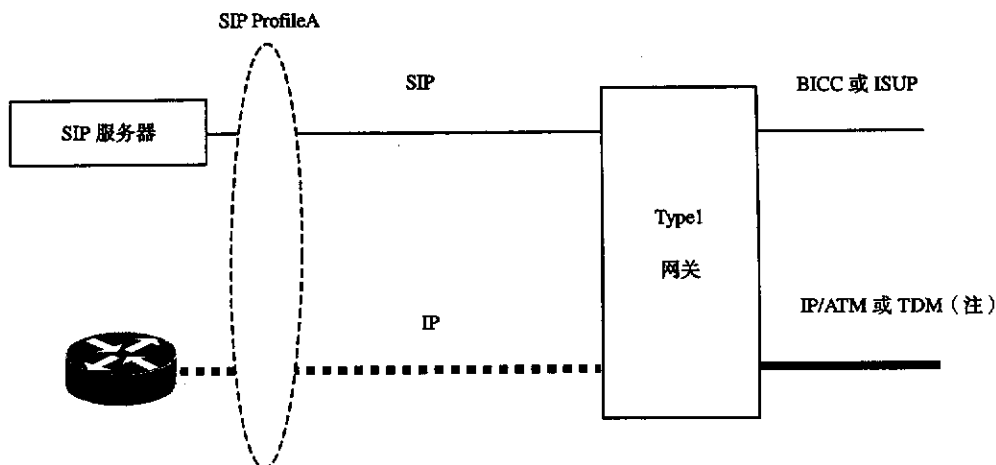 SIP ProfileA
SIP
BICC 或 ISUP
SIP 服务器
Type1
网关
IP/ATM 或 TDM（注）
IP